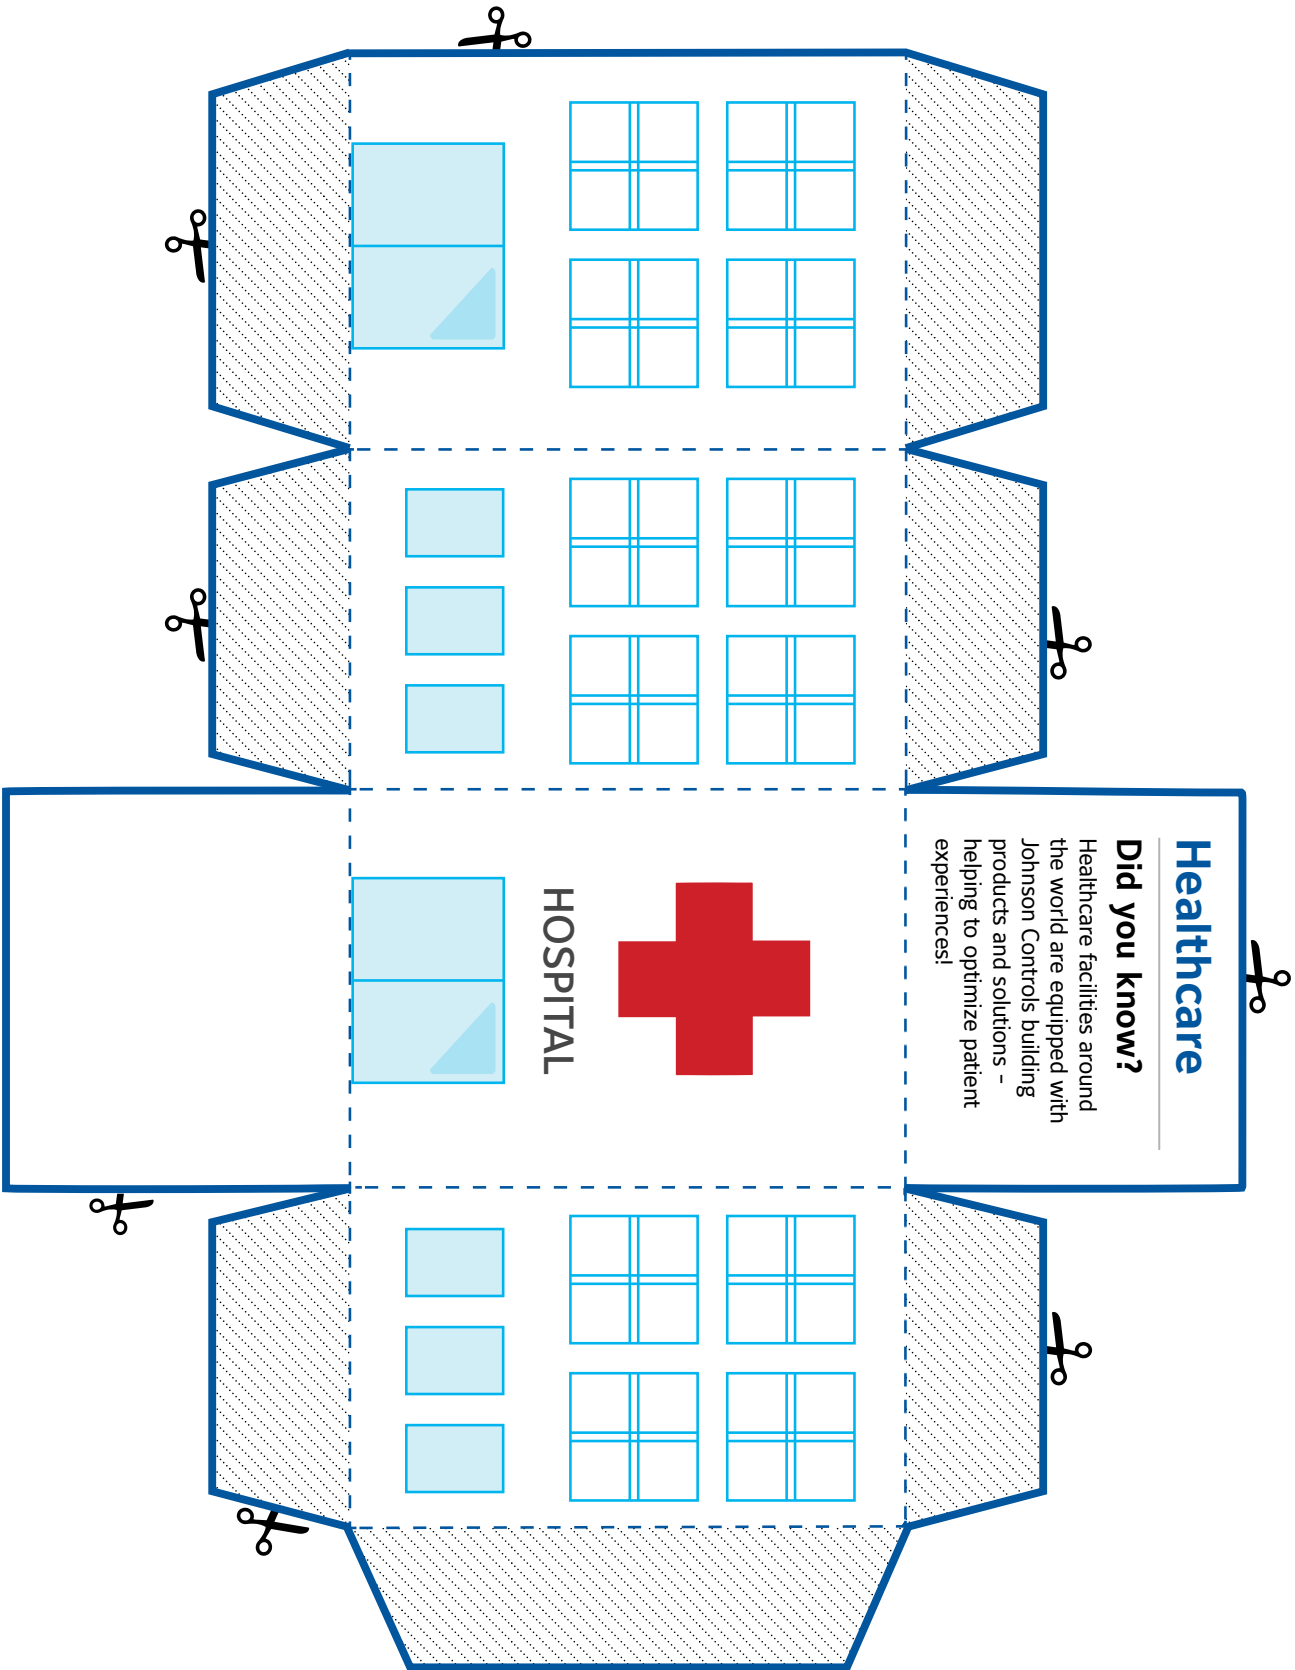 Healthcare
Did you know?
Healthcare facilities around
the world are equipped with
Johnson Controls building
products and solutions –
helping to optimize patient
experiences!
HOSPITAL